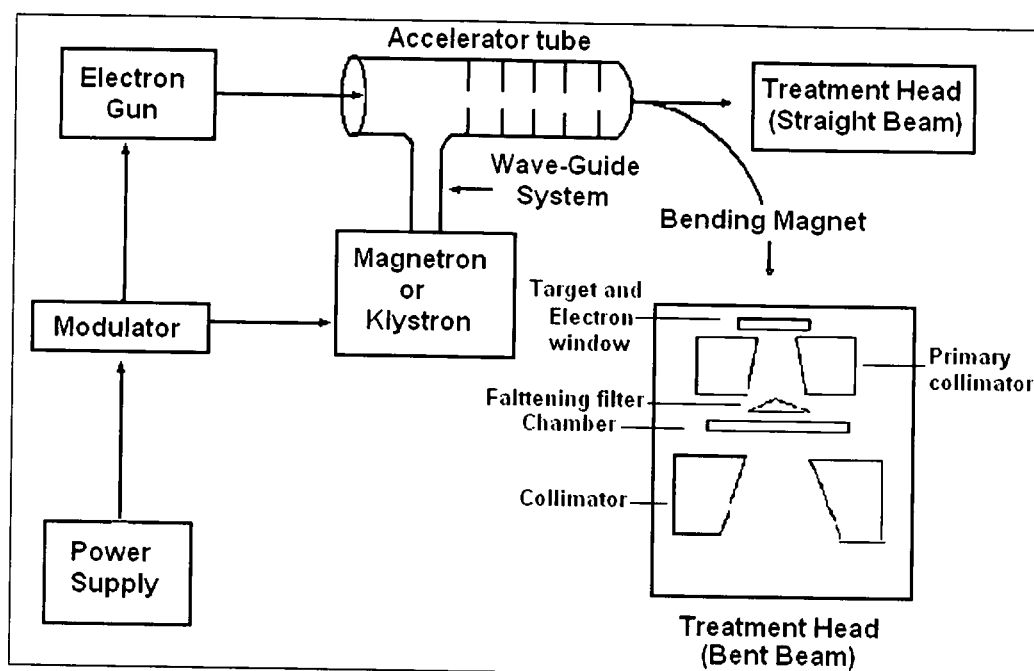 Accelerator tube
Electron
Gun
Treatment Head
(Straight Beam)
Wave-Guide
System
Bending Magnet
Magnetron
or
Klystron
Modulator
Target and
Electron
window
Primary
collimator
Falttening filter
Chamber
Collimator
Power
Supply
Treatment Head
(Bent Beam)